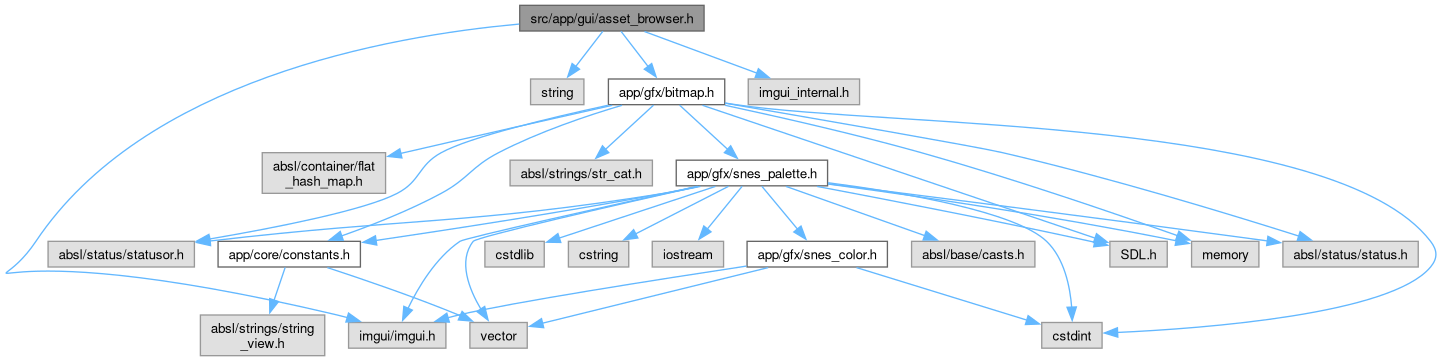 src/app/gui/asset_browser.h
string
app/gfx/bitmap.h
imgui_internal.h
absl/container/flat
_hash_map.h
absl/strings/str_cat.h
app/gfx/snes_palette.h
absl/status/statusor.h
app/core/constants.h
cstdlib
cstring
iostream
app/gfx/snes_color.h
absl/base/casts.h
SDL.h
memory
absl/status/status.h
absl/strings/string
_view.h
imgui/imgui.h
vector
cstdint